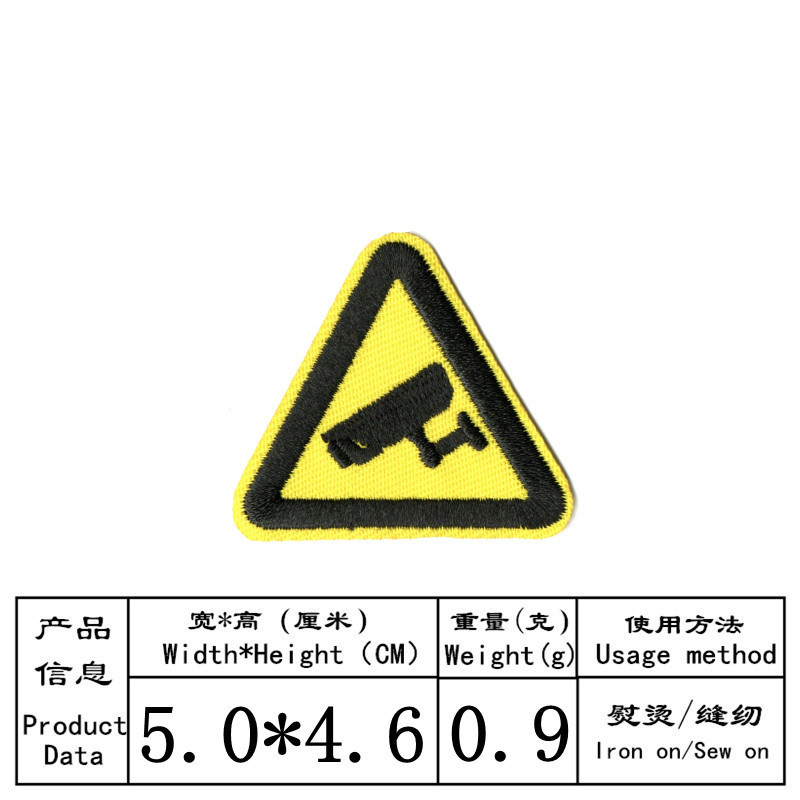 产品
信息
Product
Data
宽*高 (厘米)
Width*Height (CM)
5.0*4.6
重量(克)
Weight(g)
0.9
使用方法
Usage method
熨烫/缝纫
Iron on/Sew on